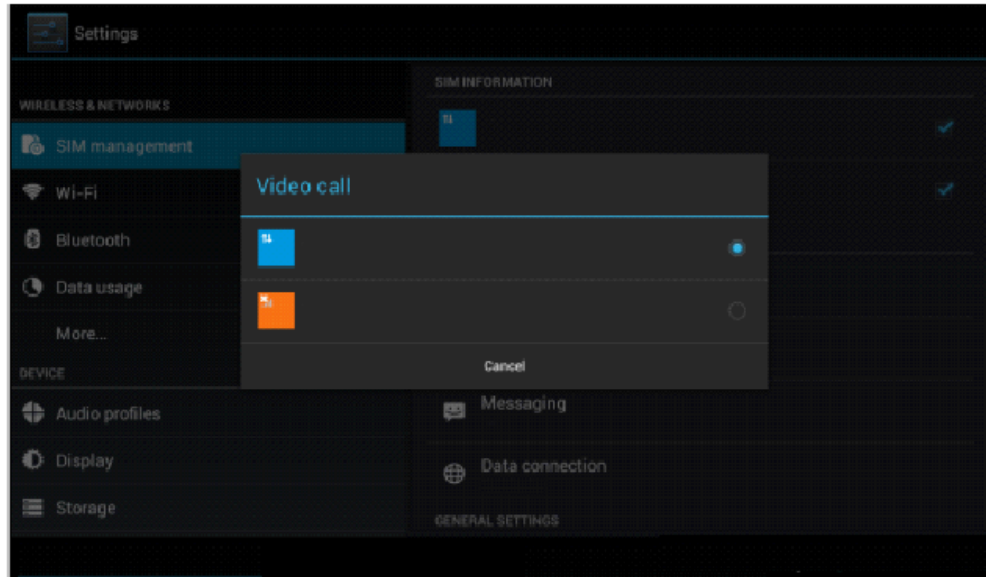 Settings
WIRELESS & NETWORKS
SIM management
Wi-Fi
Bluetooth
Data usage
More...
DEVICE
Audio profiles
Display
Storage
SIM INFORMATION
Video call
Cancel
Messaging
Data connection
GENERAL SETTINGS